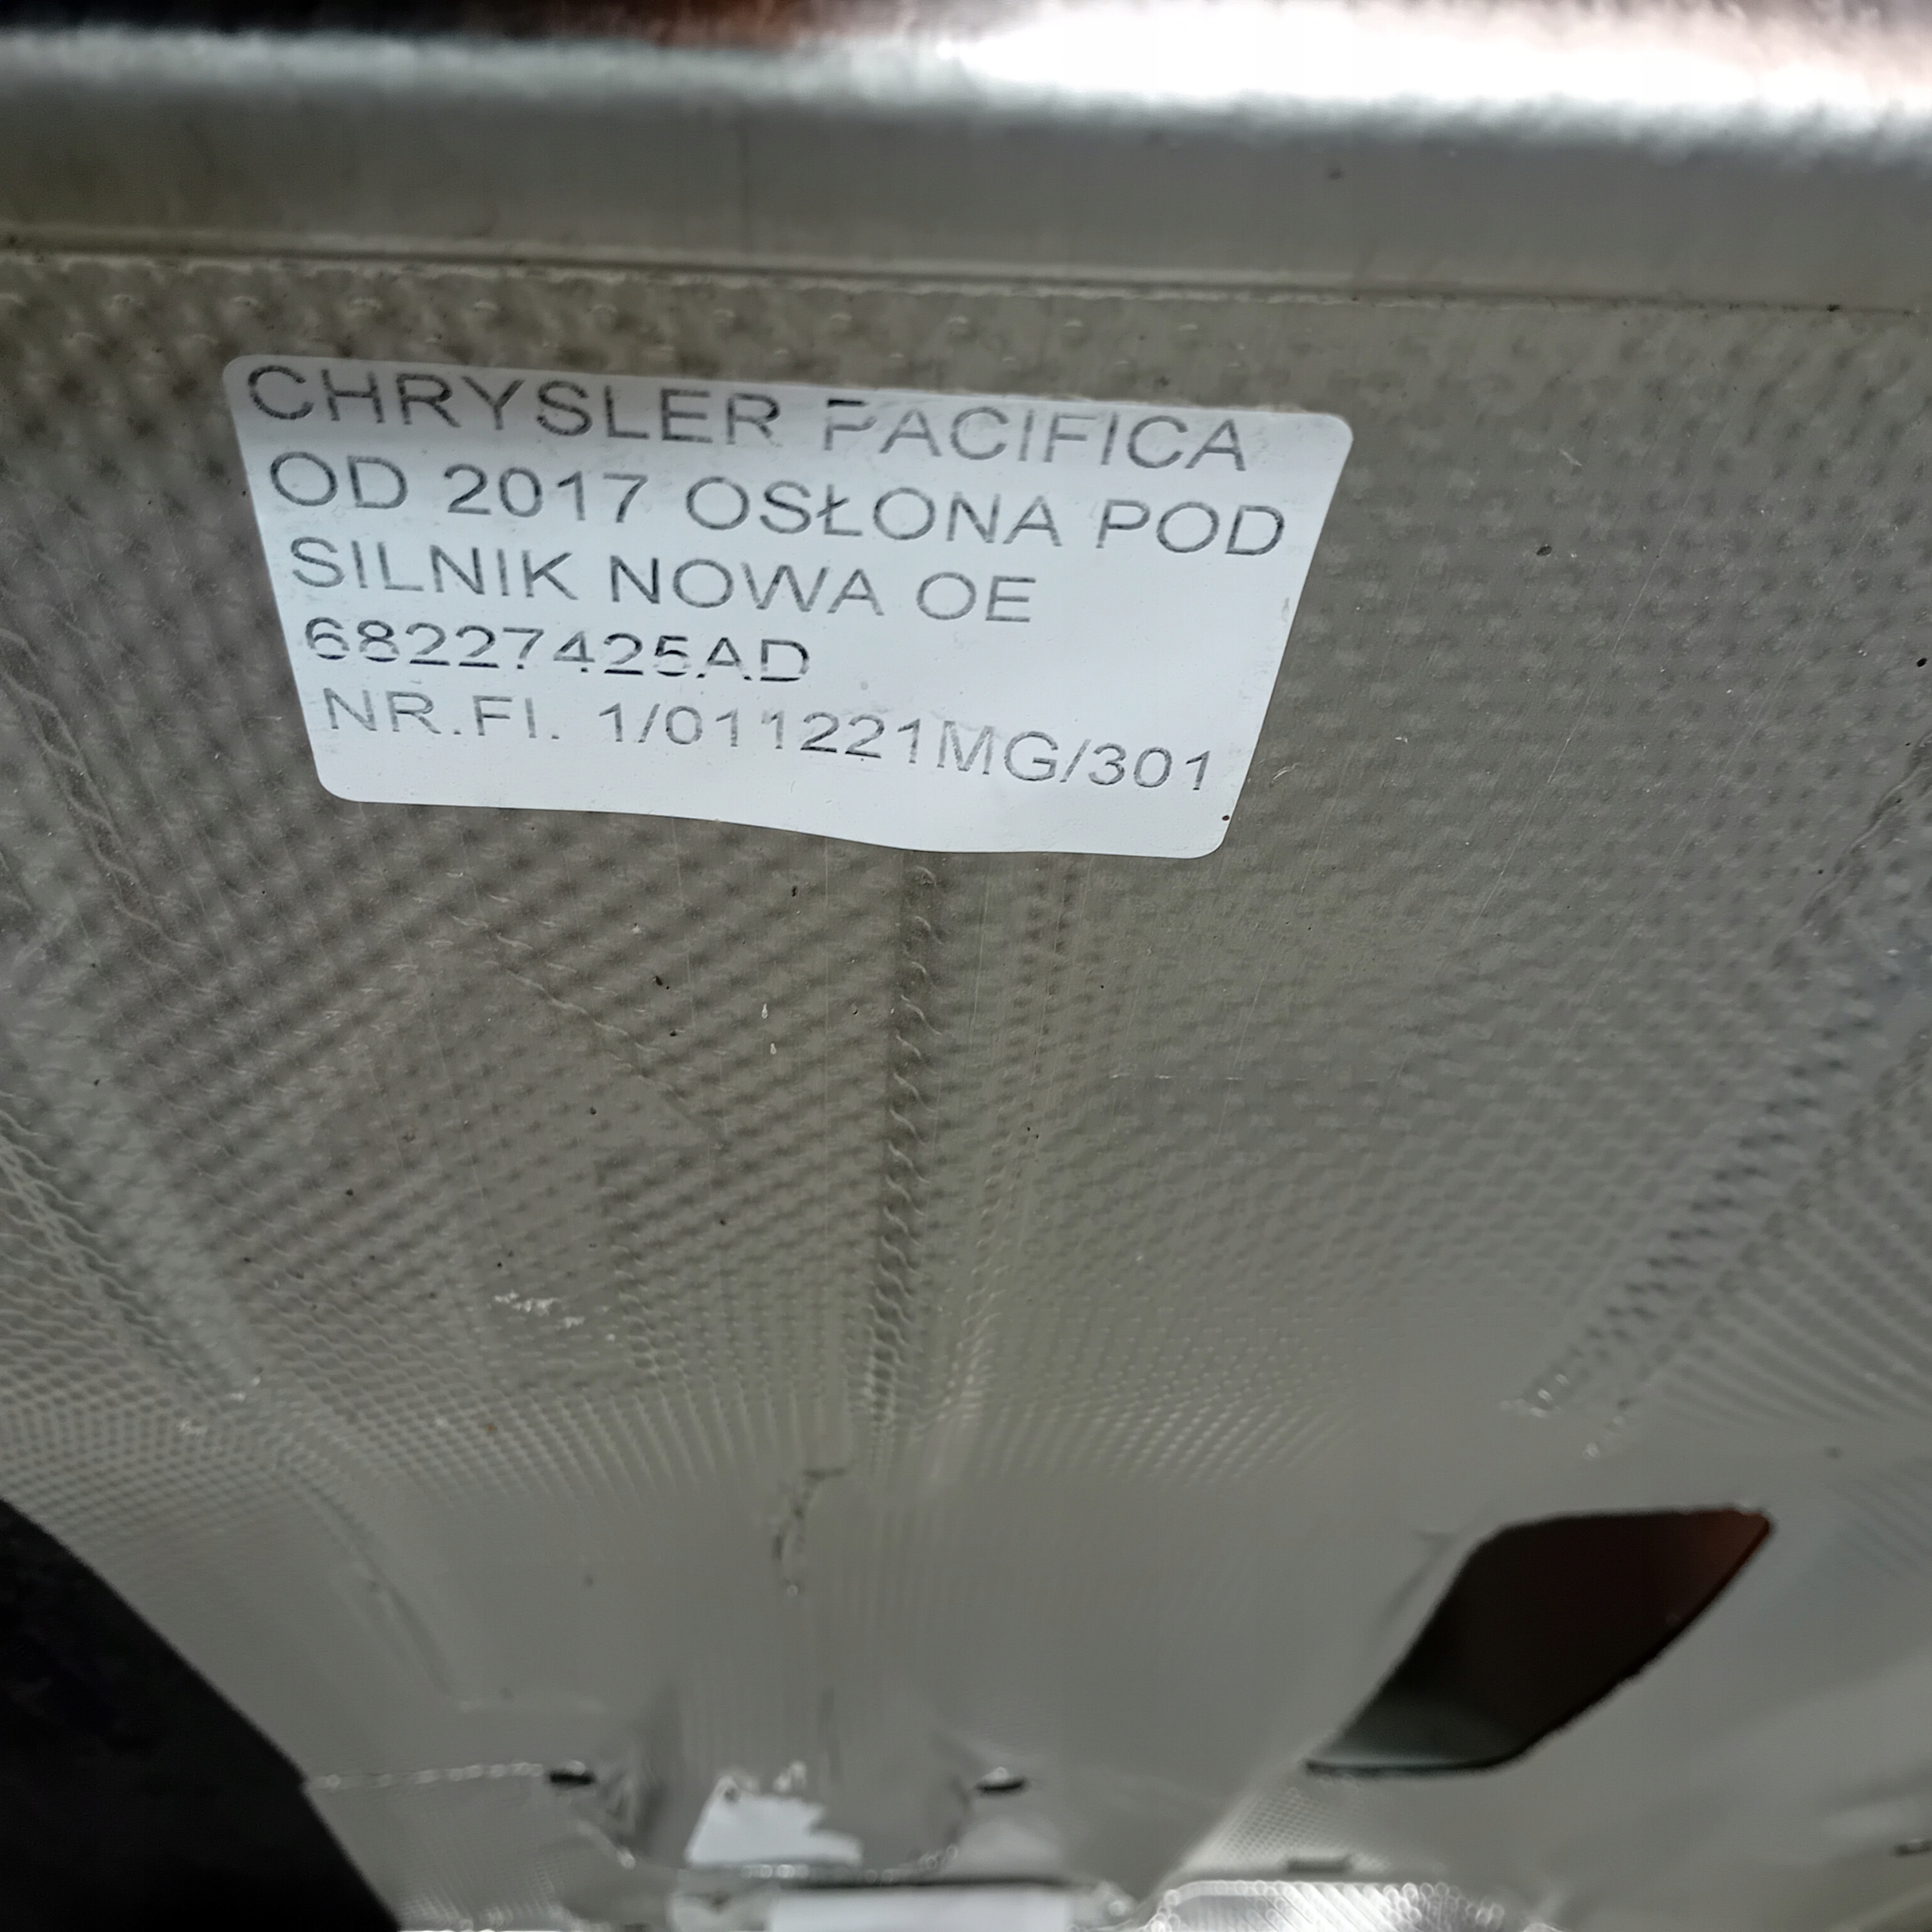 CHRYSLER PACIFICA
OD 2017 OSŁONA POD
SILNIK NOWA OE
68227425AD
NR.FI. 1/011221MG/301